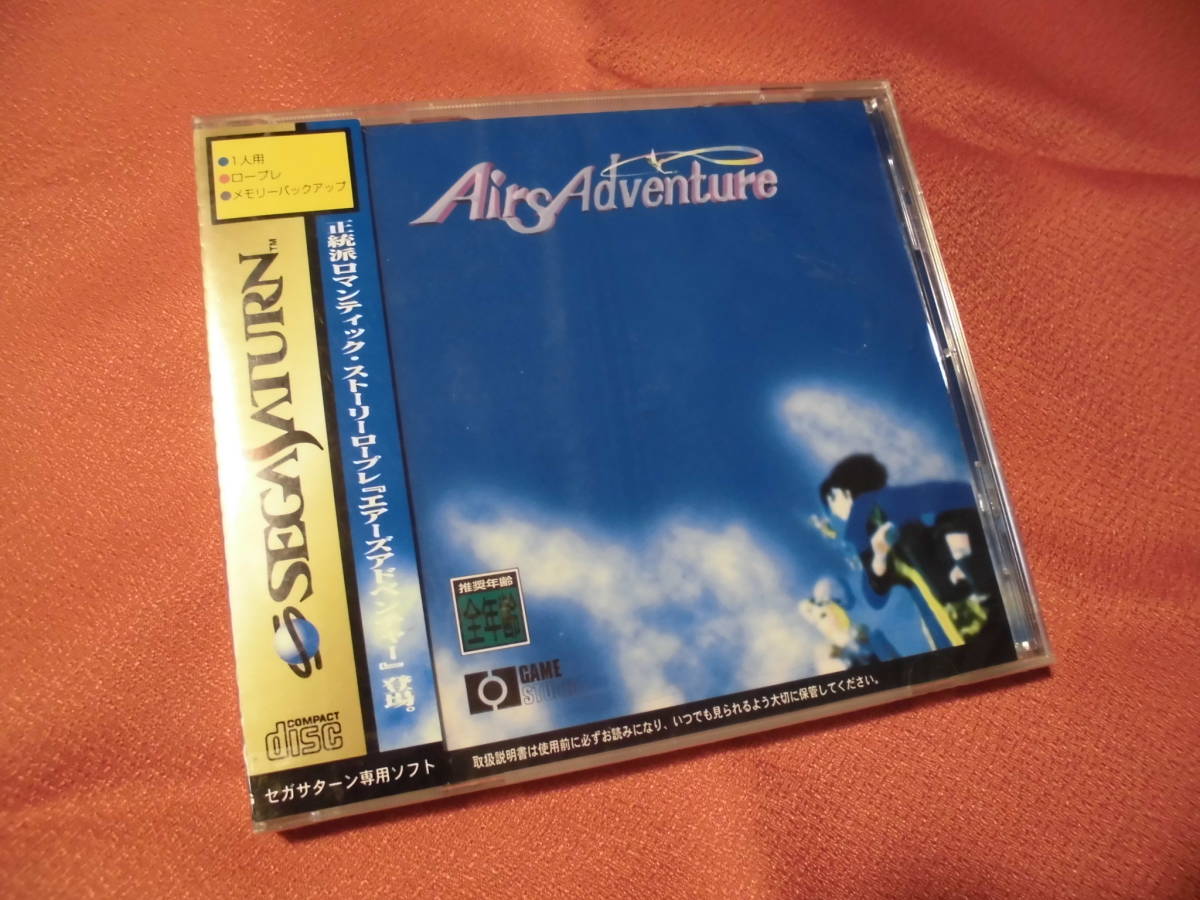 ●1人用
●ロープレ
●メモリーバックアップ
SEGA SATURN™
正統派ロマンティック・ストーリーロープレ『エアーズアドベンチャー』登場。
COMPACT
disc
セガサターン専用ソフト
Airs Adventure
推奨年齢
全年齢
GAME
取扱説明書は使用前に必ずお読みになり、いつでも見られるよう大切に保管してください。